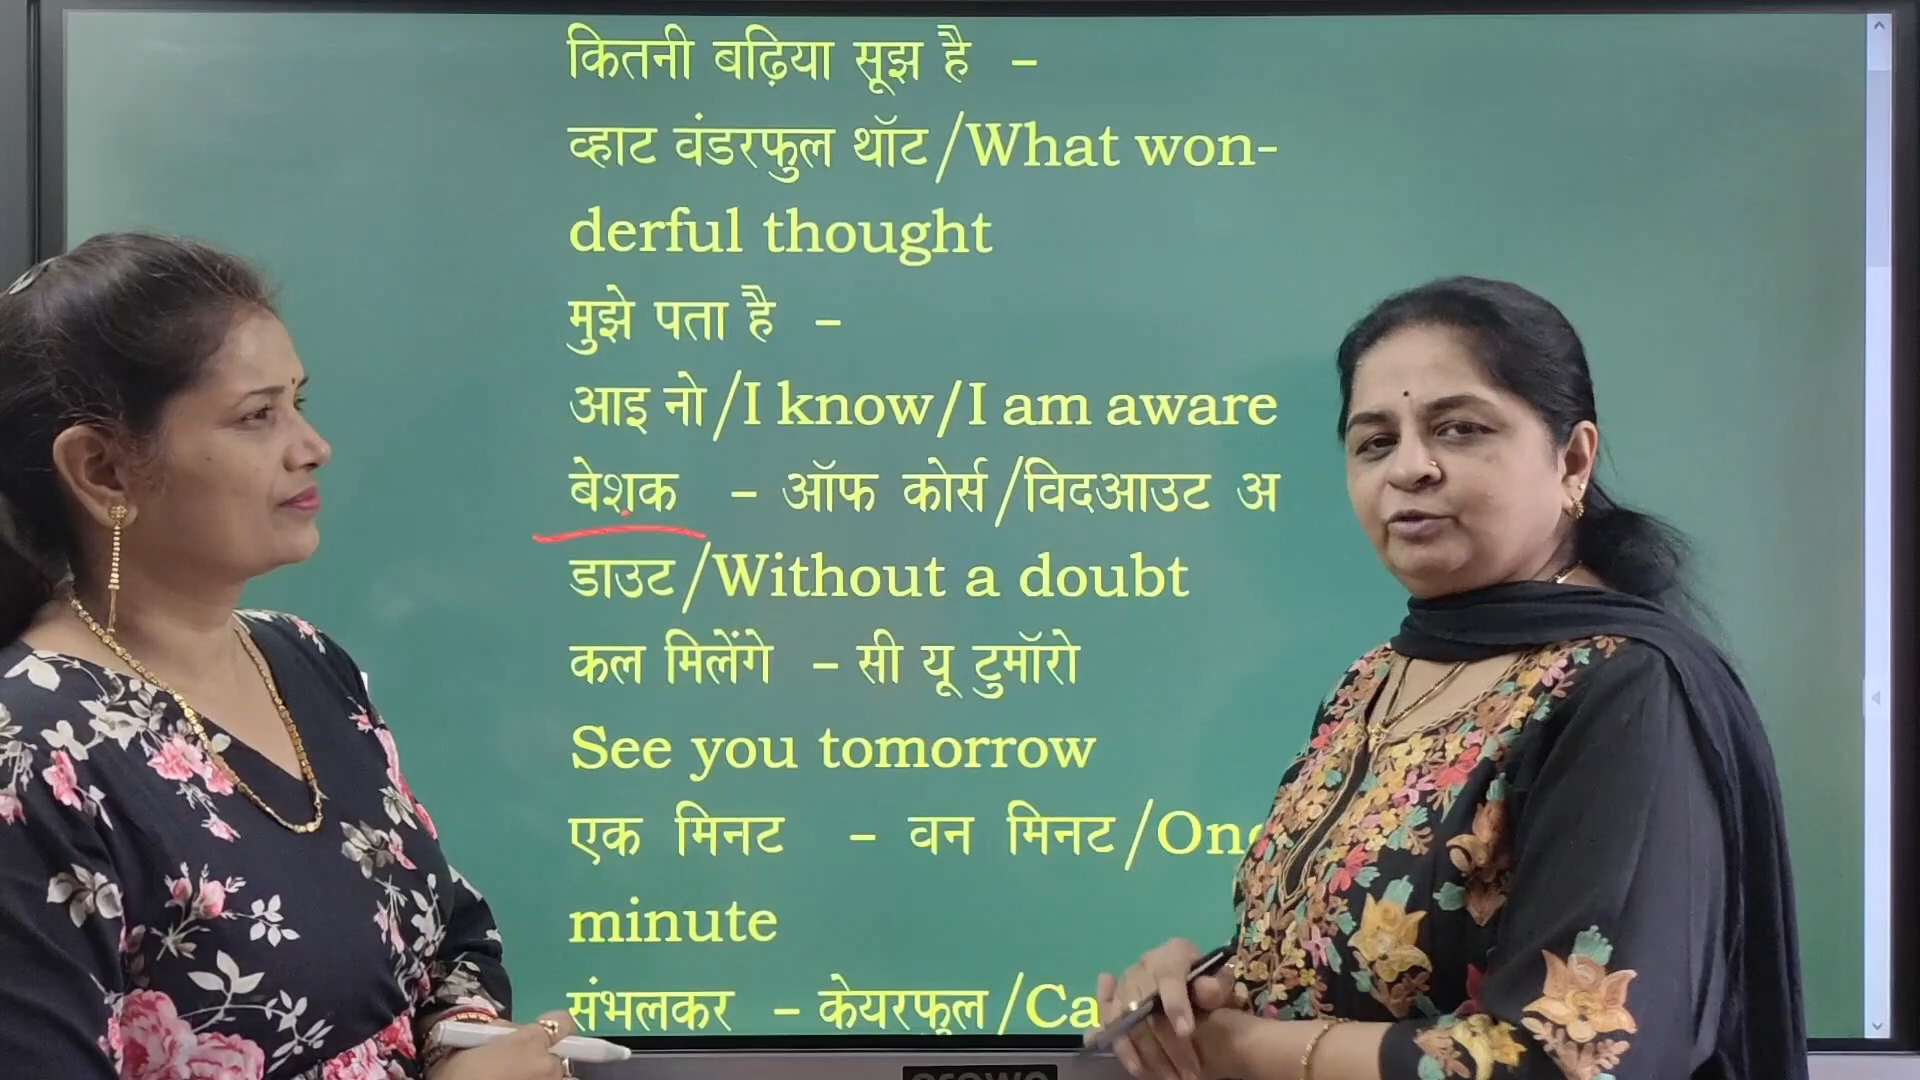 कितनी बढ़िया सूझ है –
व्हाट वंडरफुल थॉट/What won-
derful thought
मुझे पता है –
आइ नो/I know/I am aware
बेशक – ऑफ कोर्स/विदआउट अ
डाउट/Without a doubt
कल मिलेंगे – सी यू टुमॉरो
See you tomorrow
एक मिनट – वन मिनट/One
minute
संभलकर – केयरफुल/Ca